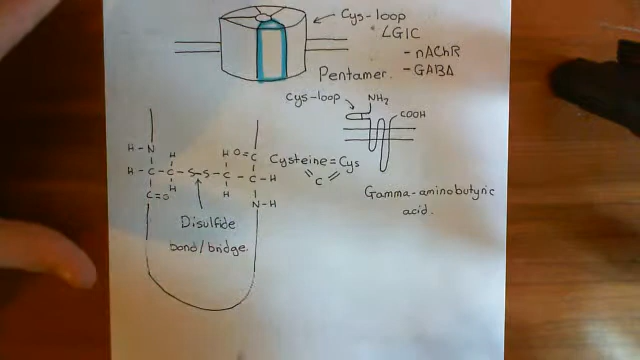 Cys-loop
LGIC
- nAChR
- GABA
Pentamer.
Cys-loop
NH2
COOH
Cysteine = Cys
C
Gamma-aminobutyric
acid.
H-N
H
H O=C
H-C-C-S-S-C-C-H
H
H
C=O
N-H
Disulfide
bond/bridge